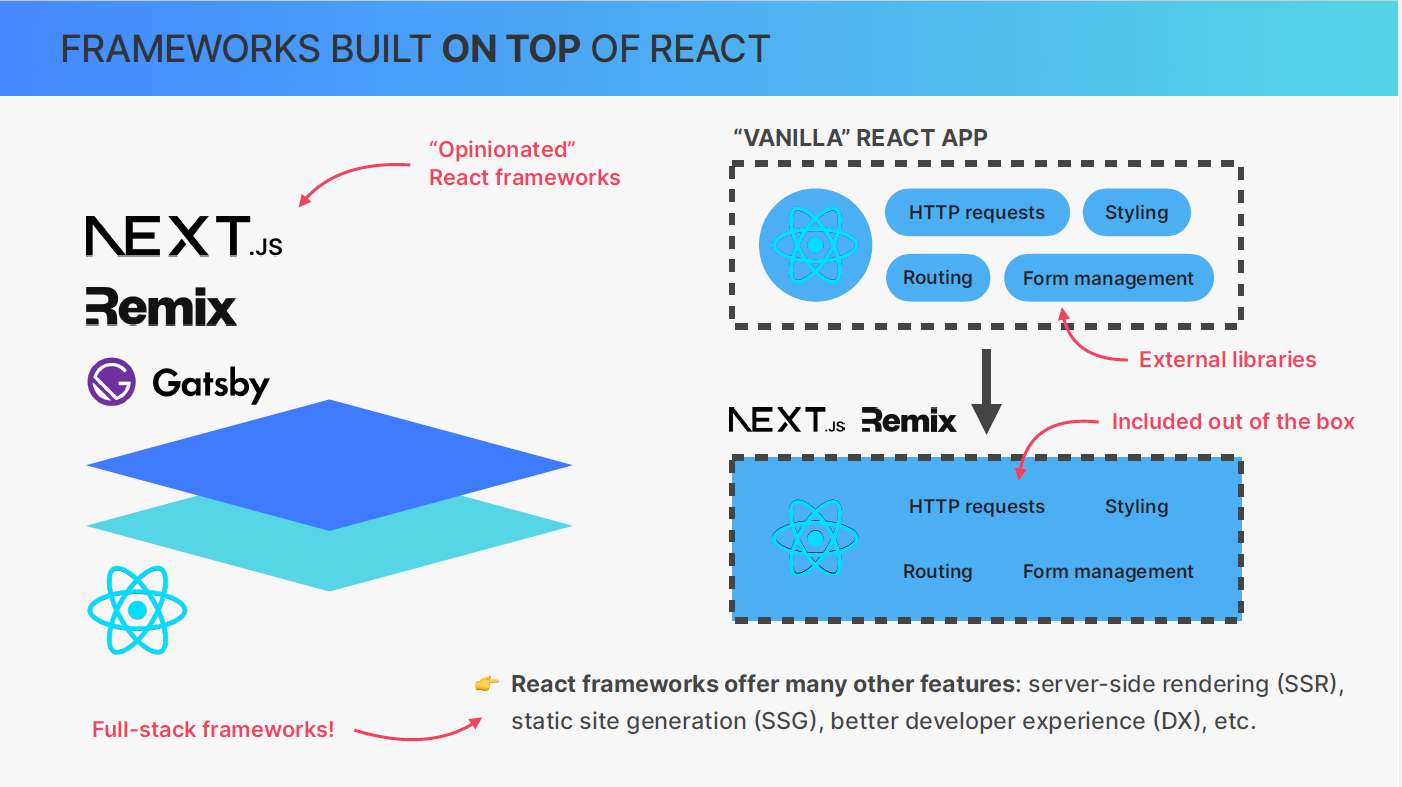 FRAMEWORKS BUILT ON TOP OF REACT
“Opinionated”
React frameworks
NEXT.JS
Remix
Gatsby
“VANILLA” REACT APP
HTTP requests
Styling
Routing
Form management
External libraries
NEXT.JS
Remix
Included out of the box
HTTP requests
Styling
Routing
Form management
👉 React frameworks offer many other features: server-side rendering (SSR),
static site generation (SSG), better developer experience (DX), etc.
Full-stack frameworks!